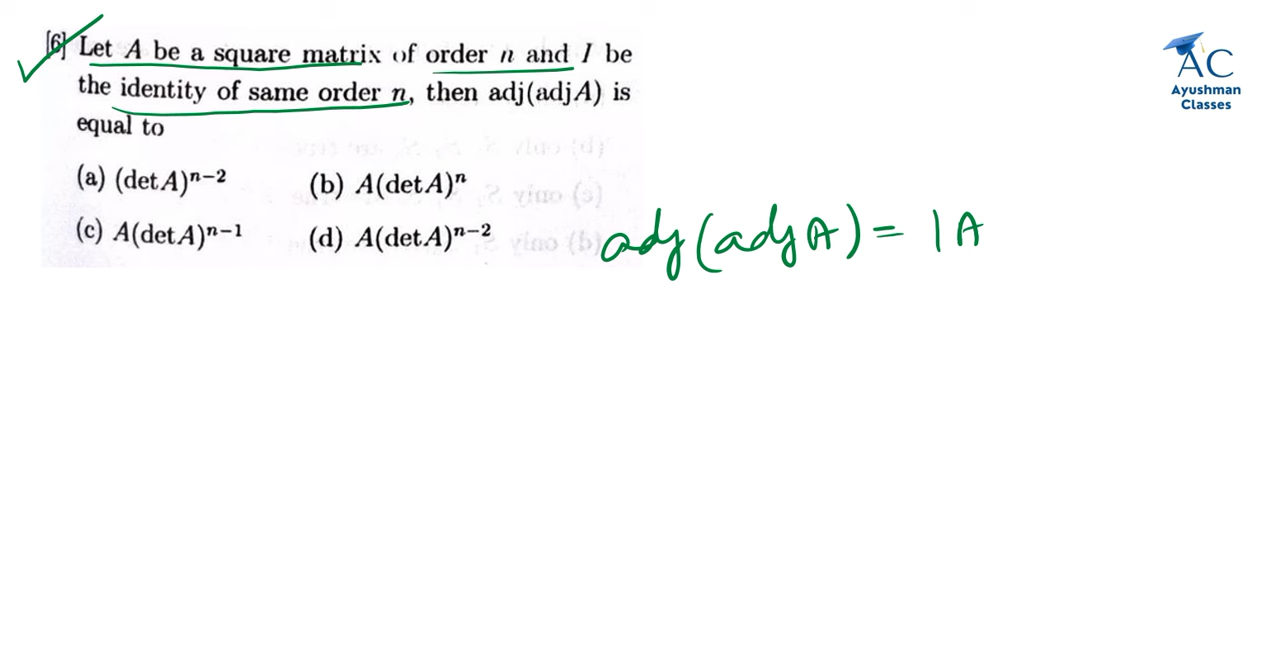 [6] Let A be a square matrix of order n and I be
the identity of same order n, then adj(adjA) is
equal to
(a) (detA)ⁿ⁻² (b) A(detA)ⁿ
(c) A(detA)ⁿ⁻¹ (d) A(detA)ⁿ⁻²
adj(adjA) = |A
AC
Ayushman
Classes